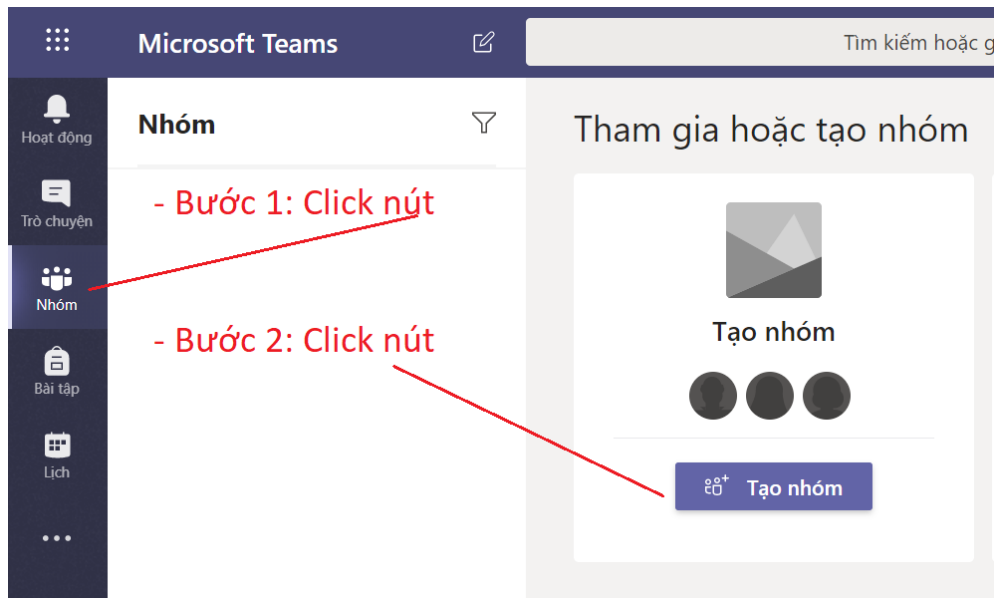 Microsoft Teams
Tìm kiếm hoặc g
Hoạt động
Trò chuyện
Nhóm
Bài tập
Lịch
Nhóm
- Bước 1: Click nút
- Bước 2: Click nút
Tham gia hoặc tạo nhóm
Tạo nhóm
Tạo nhóm